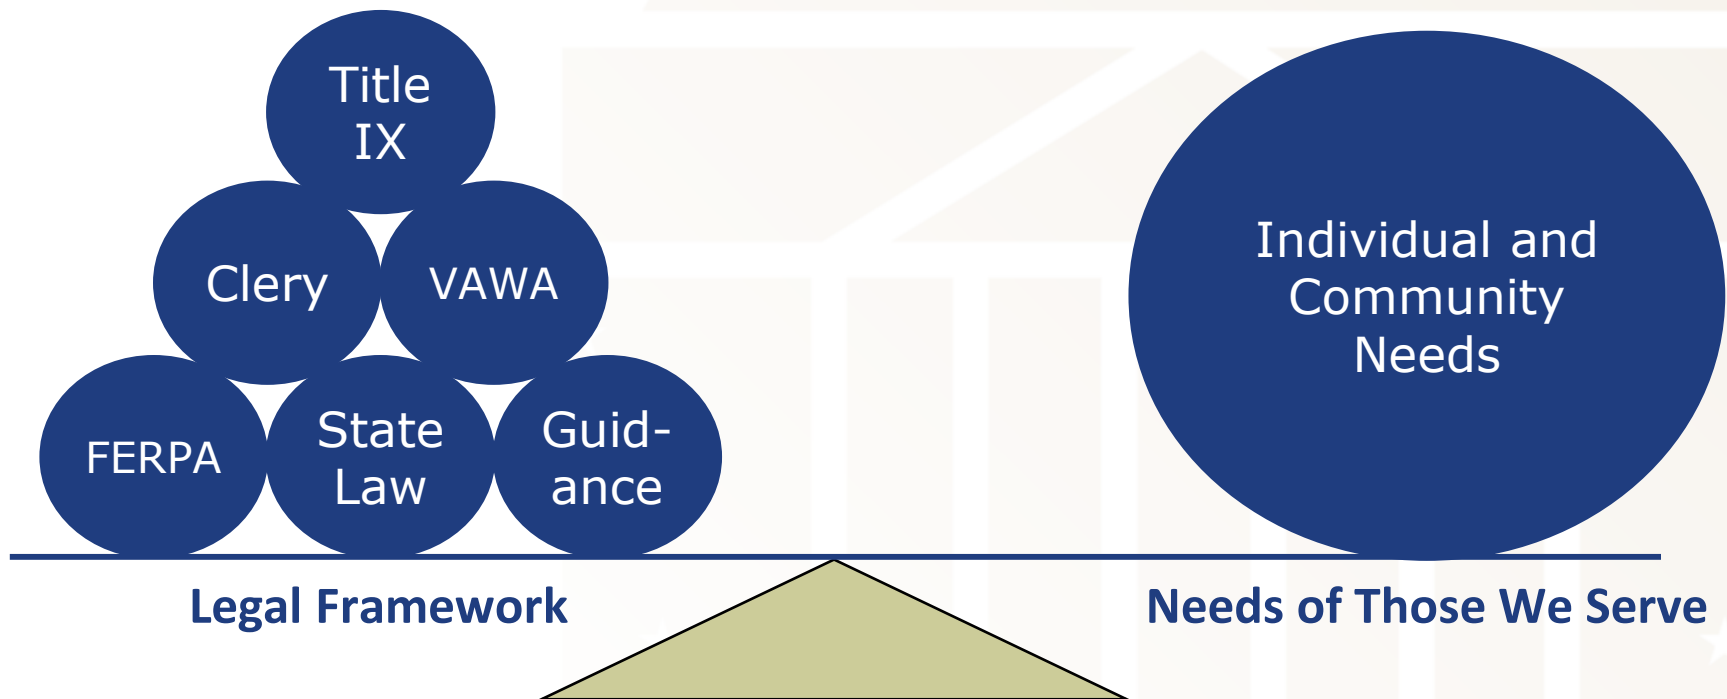 Title
IX
Clery
VAWA
FERPA
State
Law
Guid-
ance
Individual and
Community
Needs
Legal Framework
Needs of Those We Serve